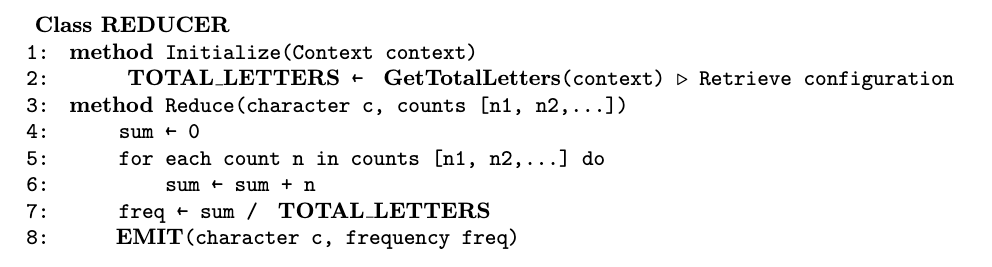 Class REDUCER
1: method Initialize(Context context)
2: TOTAL_LETTERS ← GetTotalLetters(context) ▷ Retrieve configuration
3: method Reduce(character c, counts [n1, n2,...])
4: sum ← 0
5: for each count n in counts [n1, n2,...] do
6: sum ← sum + n
7: freq ← sum / TOTAL_LETTERS
8: EMIT(character c, frequency freq)